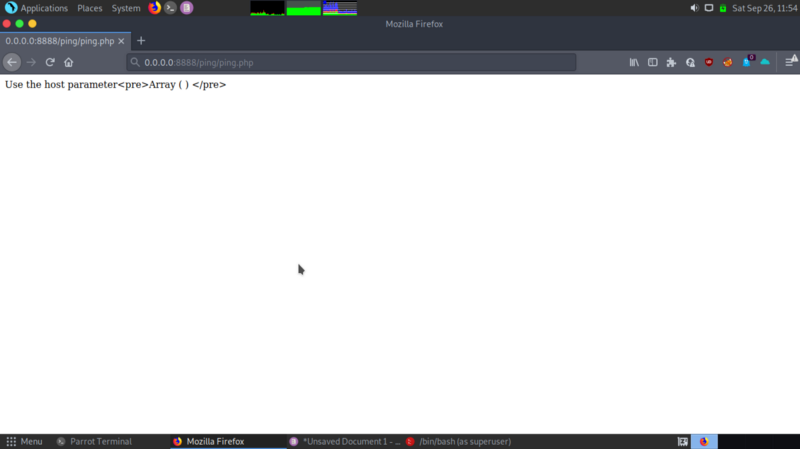 Applications Places System Sat Sep 26, 11:54
Mozilla Firefox
0.0.0.0:8888/ping/ping.php
0.0.0.0:8888/ping/ping.php 0
Use the host parameter<pre>Array ( ) </pre>
Menu Parrot Terminal Mozilla Firefox *Unsaved Document 1 - ... /bin/bash (as superuser)